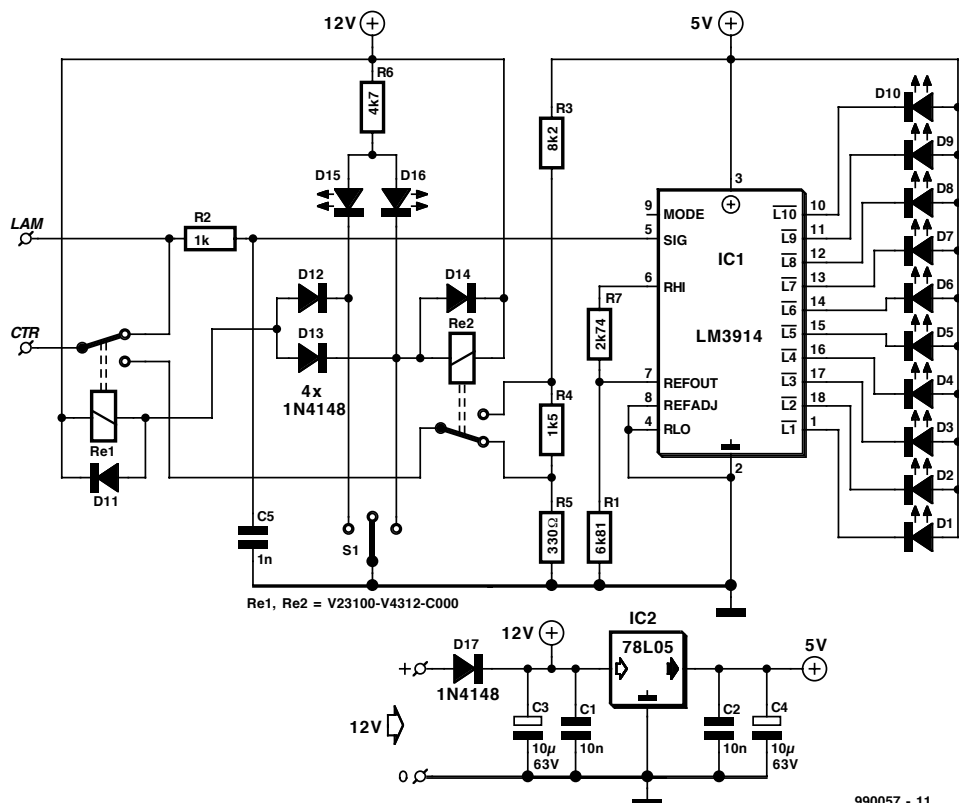 12V
5V
R6
4k7
R3
8k2
D10
D9
D15
D16
3
D8
LAM
R2
1k
9
MODE
5
SIG
IC1
L10
10
L9
11
L8
12
D7
D12
D14
6
RHI
L7
13
D6
CTR
D13
Re2
R7
2k74
LM3914
L6
14
L5
15
D5
4x
1N4148
7
REFOUT
L4
16
D4
R4
1k5
8
REFADJ
L3
17
4
RLO
L2
18
D3
Re1
L1
1
D11
2
D2
C5
1n
S1
R5
330Ω
R1
6k81
D1
Re1, Re2 = V23100-V4312-C000
IC2
D17
12V
78L05
5V
+
1N4148
12V
C3
10µ
63V
C1
10n
C2
10n
C4
10µ
63V
0
990057 - 11